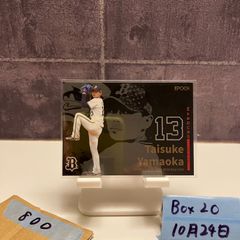 EPOCH
13
Taisuke
Yamaoka
B
800
Box 20
10月24日